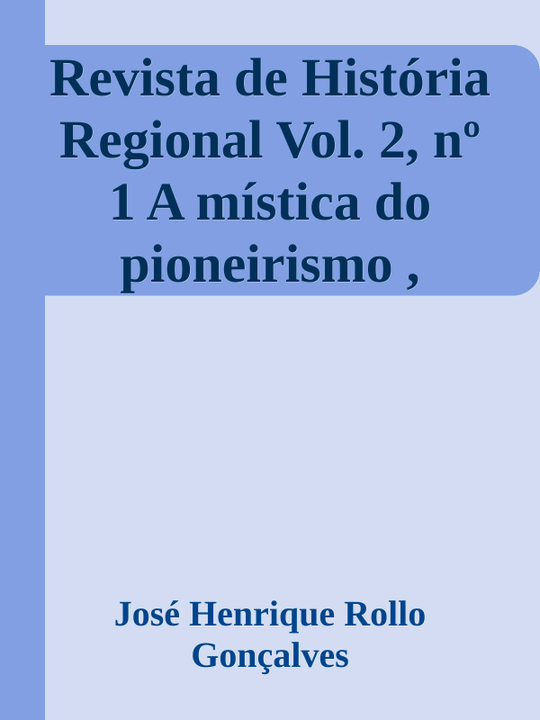 Revista de História
Regional Vol. 2, nº
1 A mística do
pioneirismo ,
José Henrique Rollo
Gonçalves